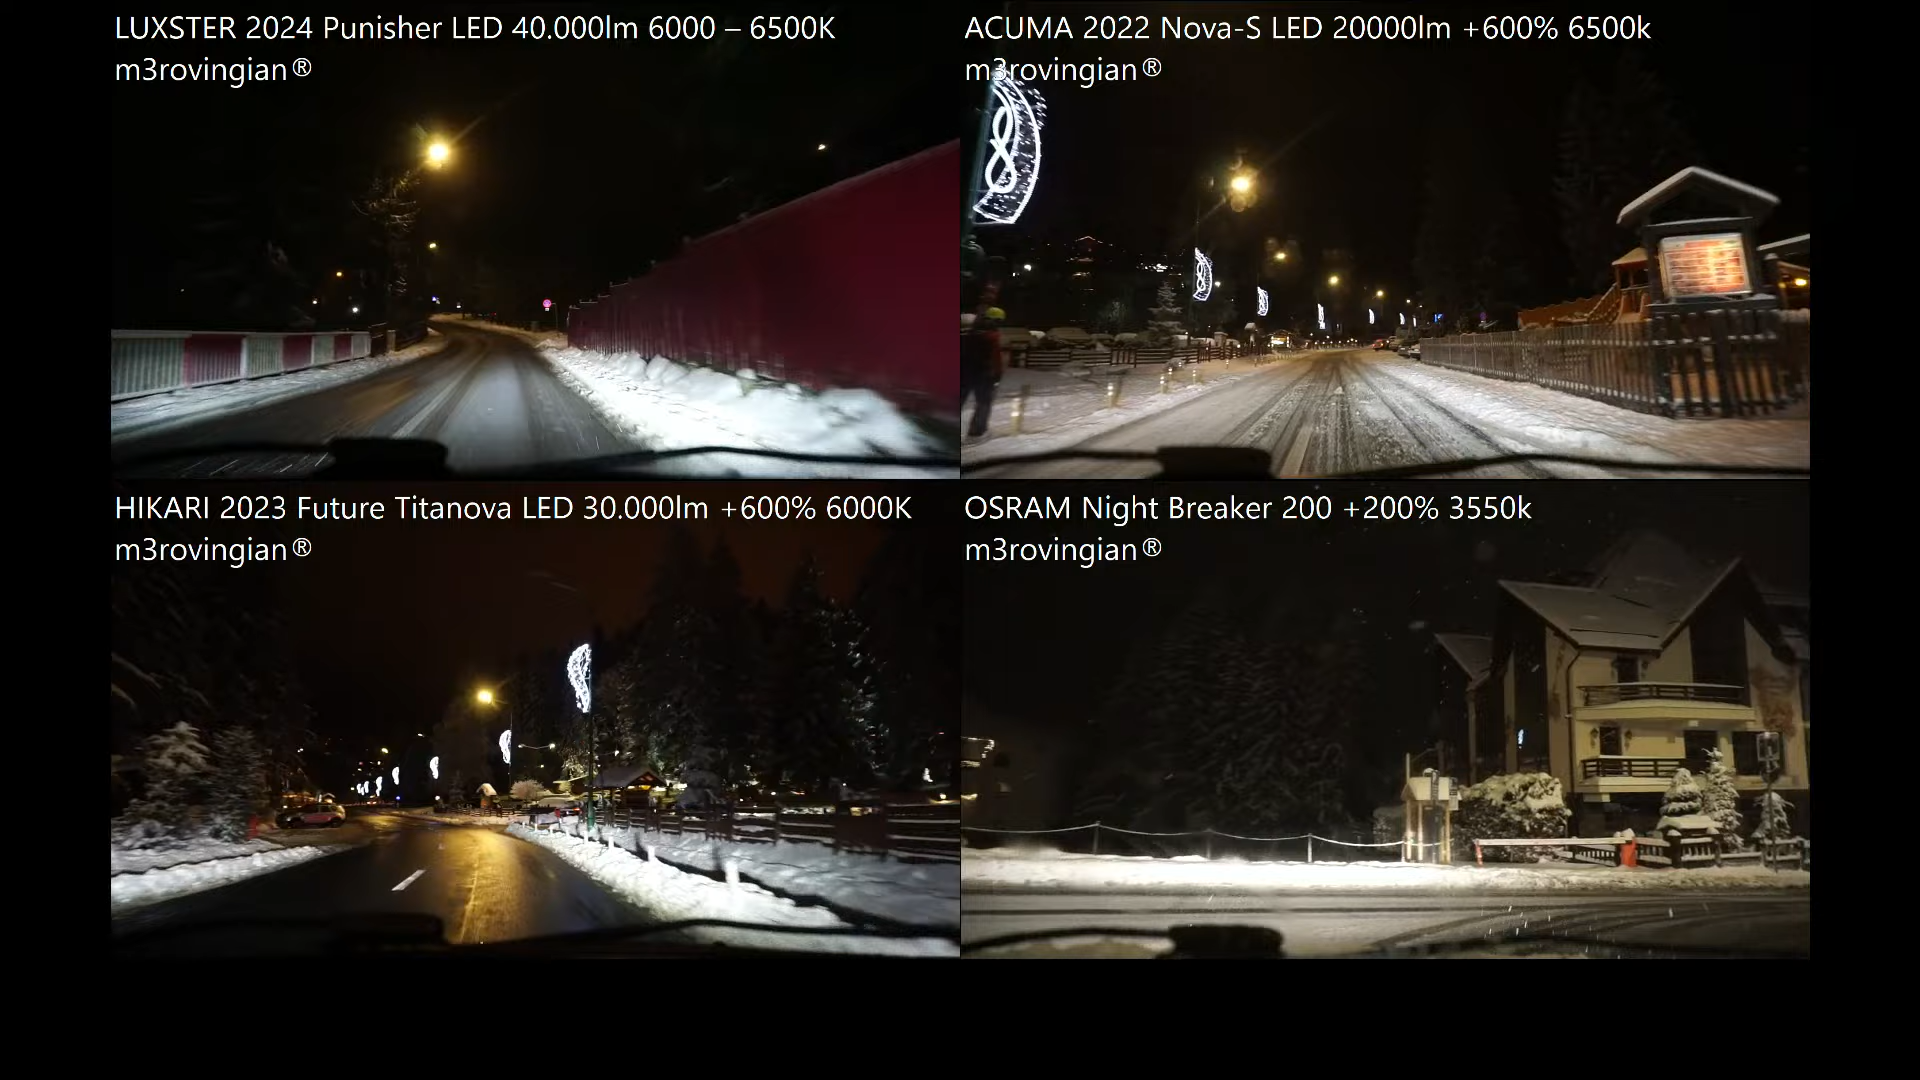 LUXSTER 2024 Punisher LED 40.000lm 6000 – 6500K
m3rovingian®
ACUMA 2022 Nova-S LED 20000lm +600% 6500k
m3rovingian®
HIKARI 2023 Future Titanova LED 30.000lm +600% 6000K
m3rovingian®
OSRAM Night Breaker 200 +200% 3550k
m3rovingian®